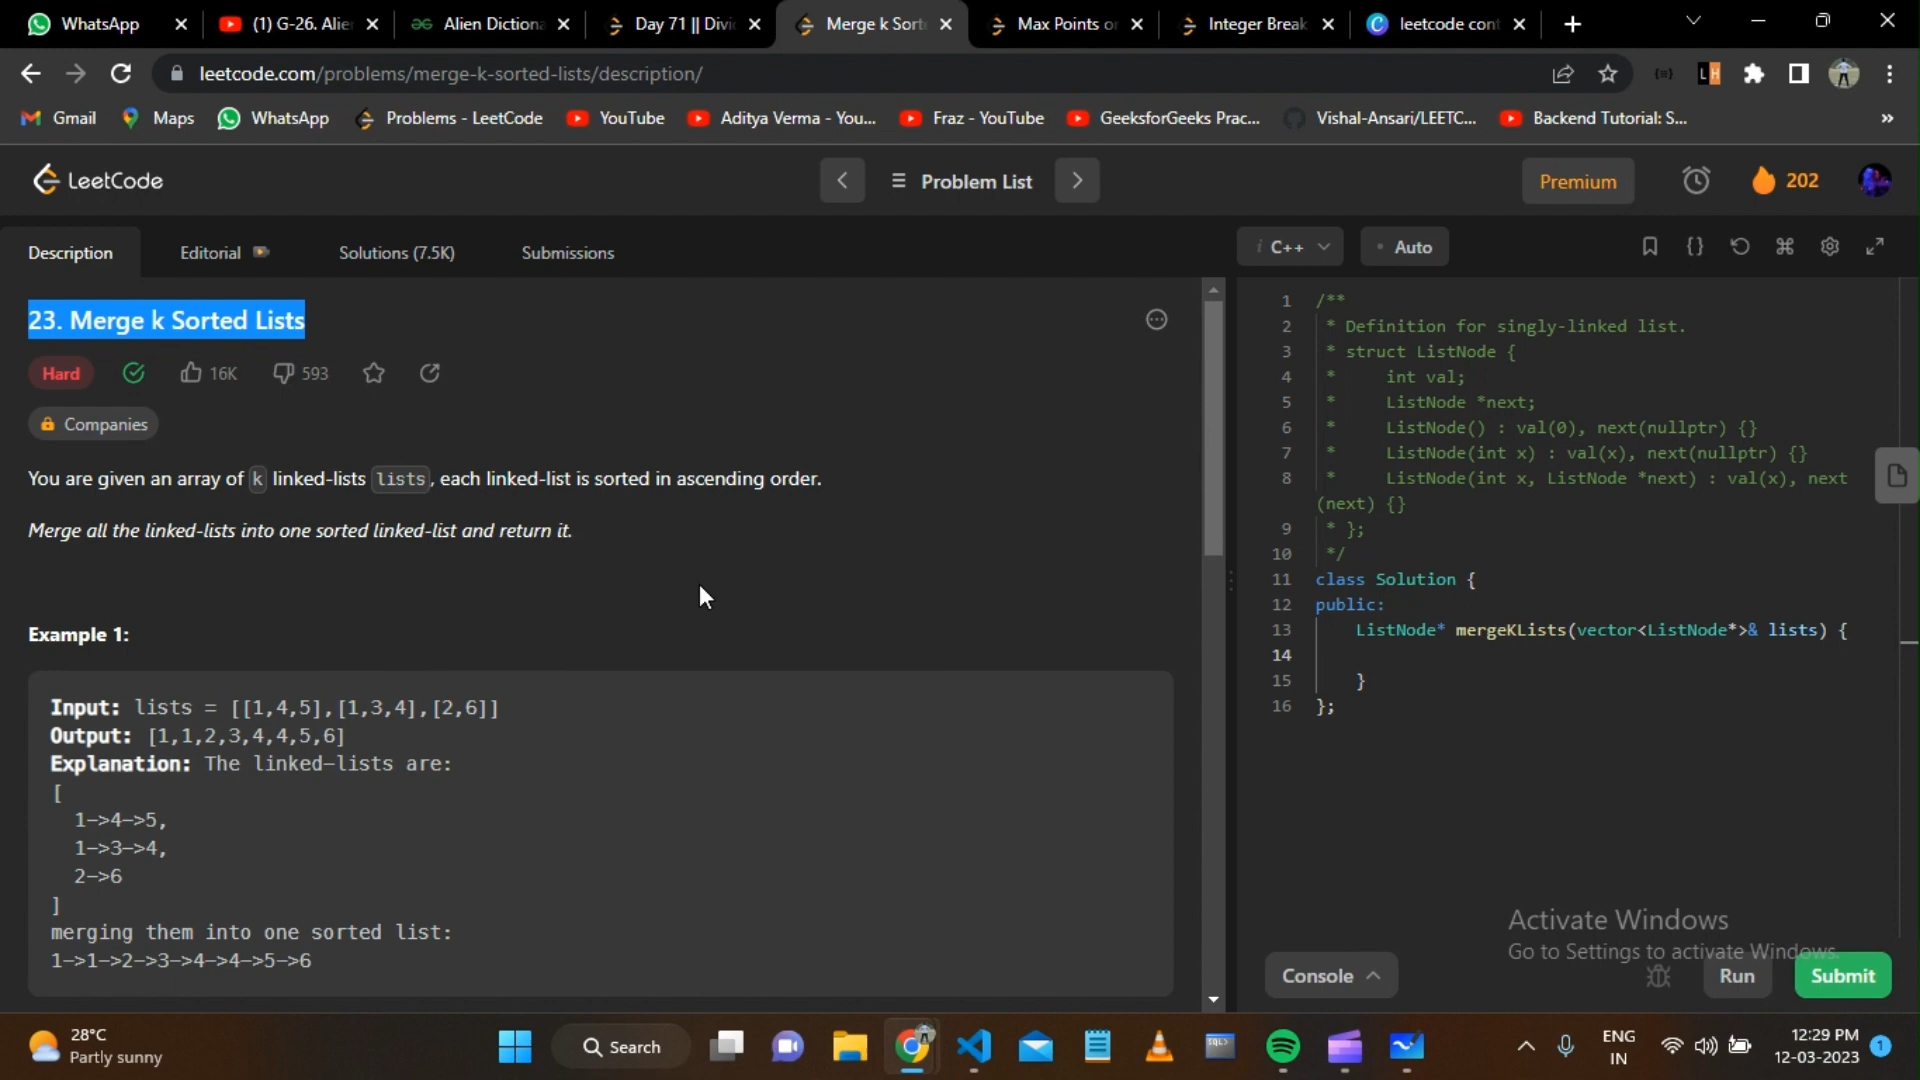 WhatsApp
(1) G-26. Alie
Alien Dictiona
Day 71 || Divi
Merge k Sort
Max Points o
Integer Break
leetcode cont
leetcode.com/problems/merge-k-sorted-lists/description/
LH
Gmail
Maps
WhatsApp
Problems - LeetCode
YouTube
Aditya Verma - You...
Fraz - YouTube
GeeksforGeeks Prac...
Vishal-Ansari/LEETC...
Backend Tutorial: S...
»
LeetCode
Problem List
Premium
202
Description
Editorial
Solutions (7.5K)
Submissions
i C++
Auto
23. Merge k Sorted Lists
Hard
16K
593
Companies
You are given an array of k linked-lists lists, each linked-list is sorted in ascending order.
Merge all the linked-lists into one sorted linked-list and return it.
Example 1:
Input: lists = [[1,4,5],[1,3,4],[2,6]]
Output: [1,1,2,3,4,4,5,6]
Explanation: The linked-lists are:
[
1->4->5,
1->3->4,
2->6
]
merging them into one sorted list:
1->1->2->3->4->4->5->6
1 /**
2 * Definition for singly-linked list.
3 * struct ListNode {
4 *     int val;
5 *     ListNode *next;
6 *     ListNode() : val(0), next(nullptr) {}
7 *     ListNode(int x) : val(x), next(nullptr) {}
8 *     ListNode(int x, ListNode *next) : val(x), next
(next) {}
9 * };
10 */
11 class Solution {
12 public:
13     ListNode* mergeKLists(vector<ListNode*>& lists) {
14
15     }
16 };
Activate Windows
Go to Settings to activate Windows.
Console
Run
Submit
28°C
Partly sunny
Search
ENG
IN
12:29 PM
12-03-2023
1